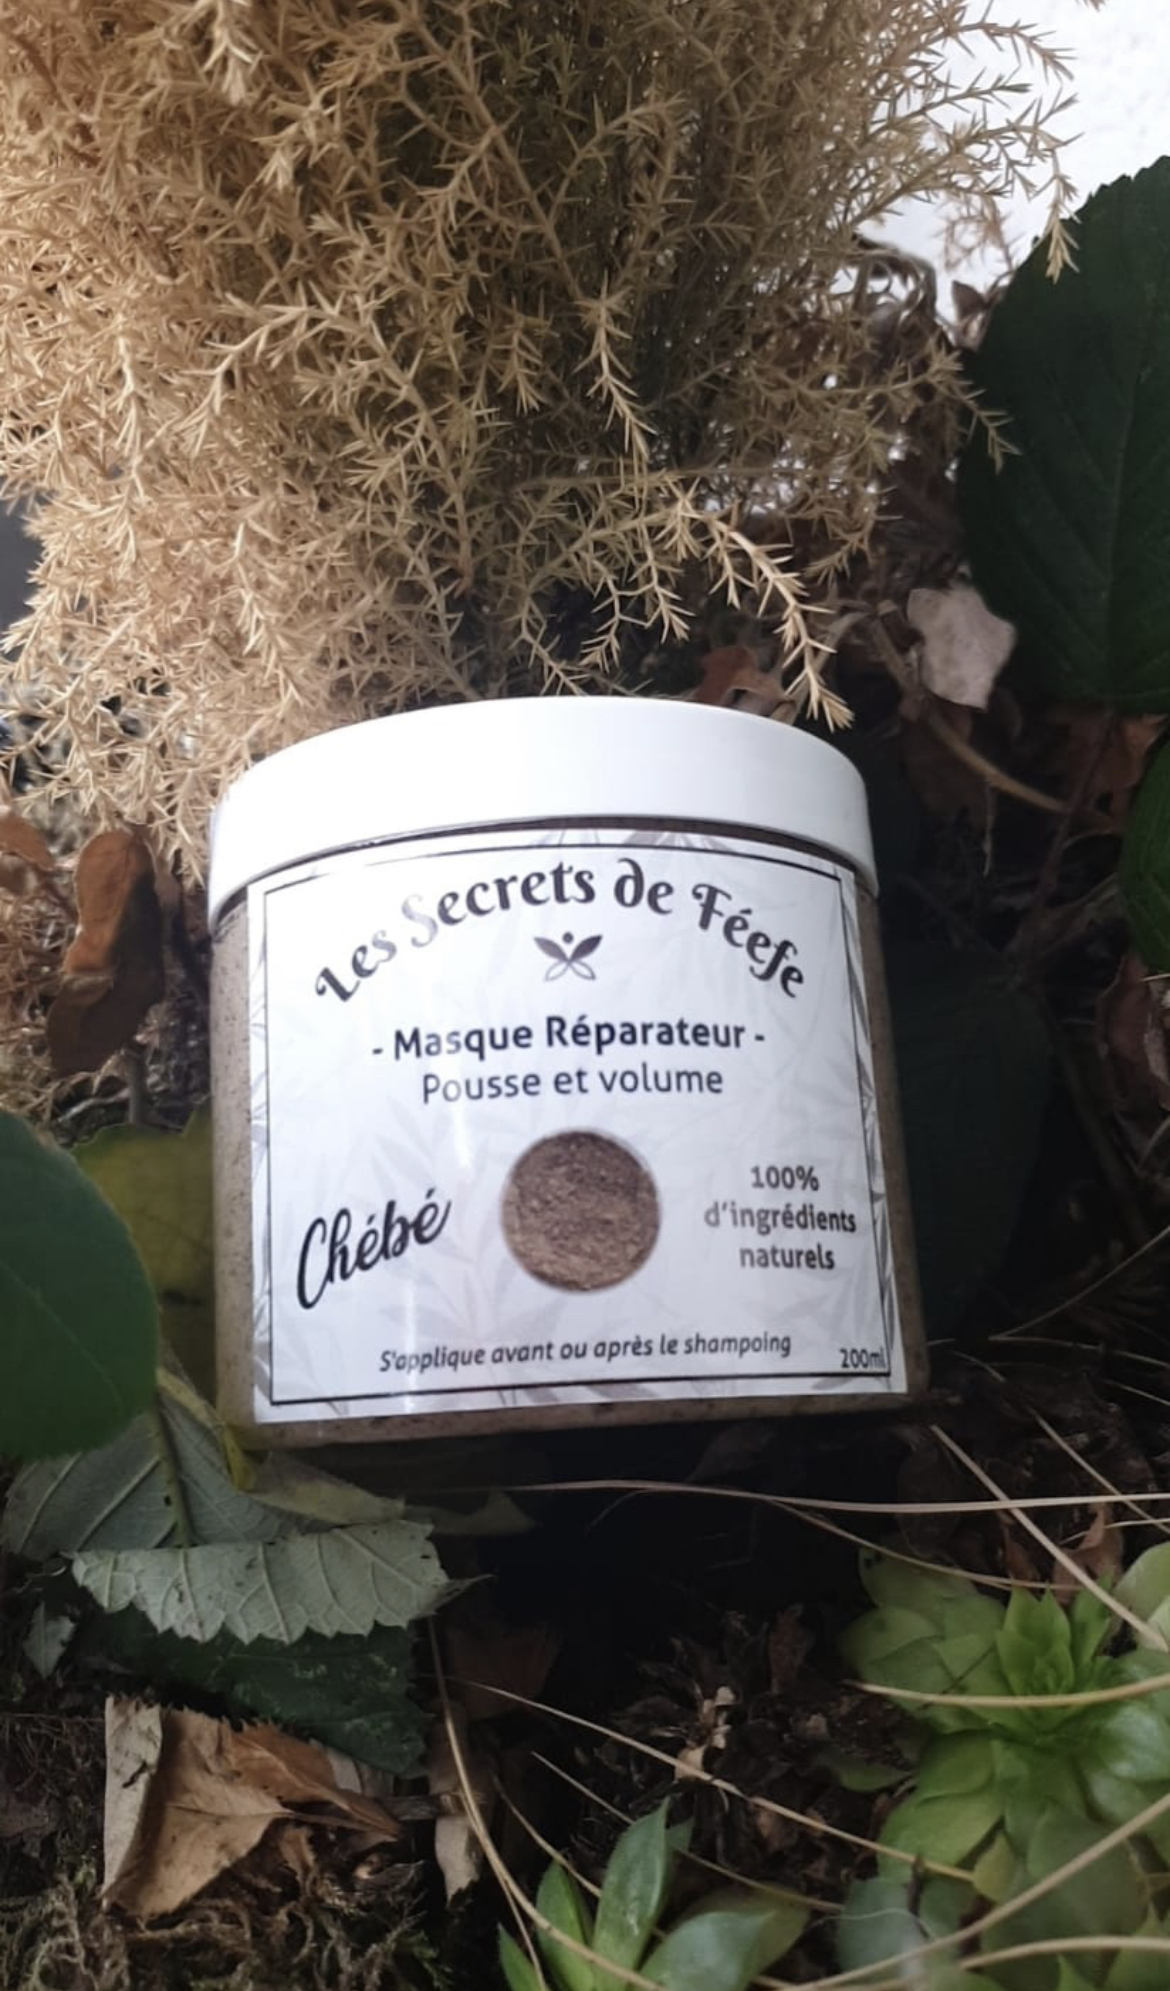 Les Secrets de Féefe
- Masque Réparateur -
Pousse et volume
Chébé
100%
d'ingrédients
naturels
S'applique avant ou après le shampoing
200ml